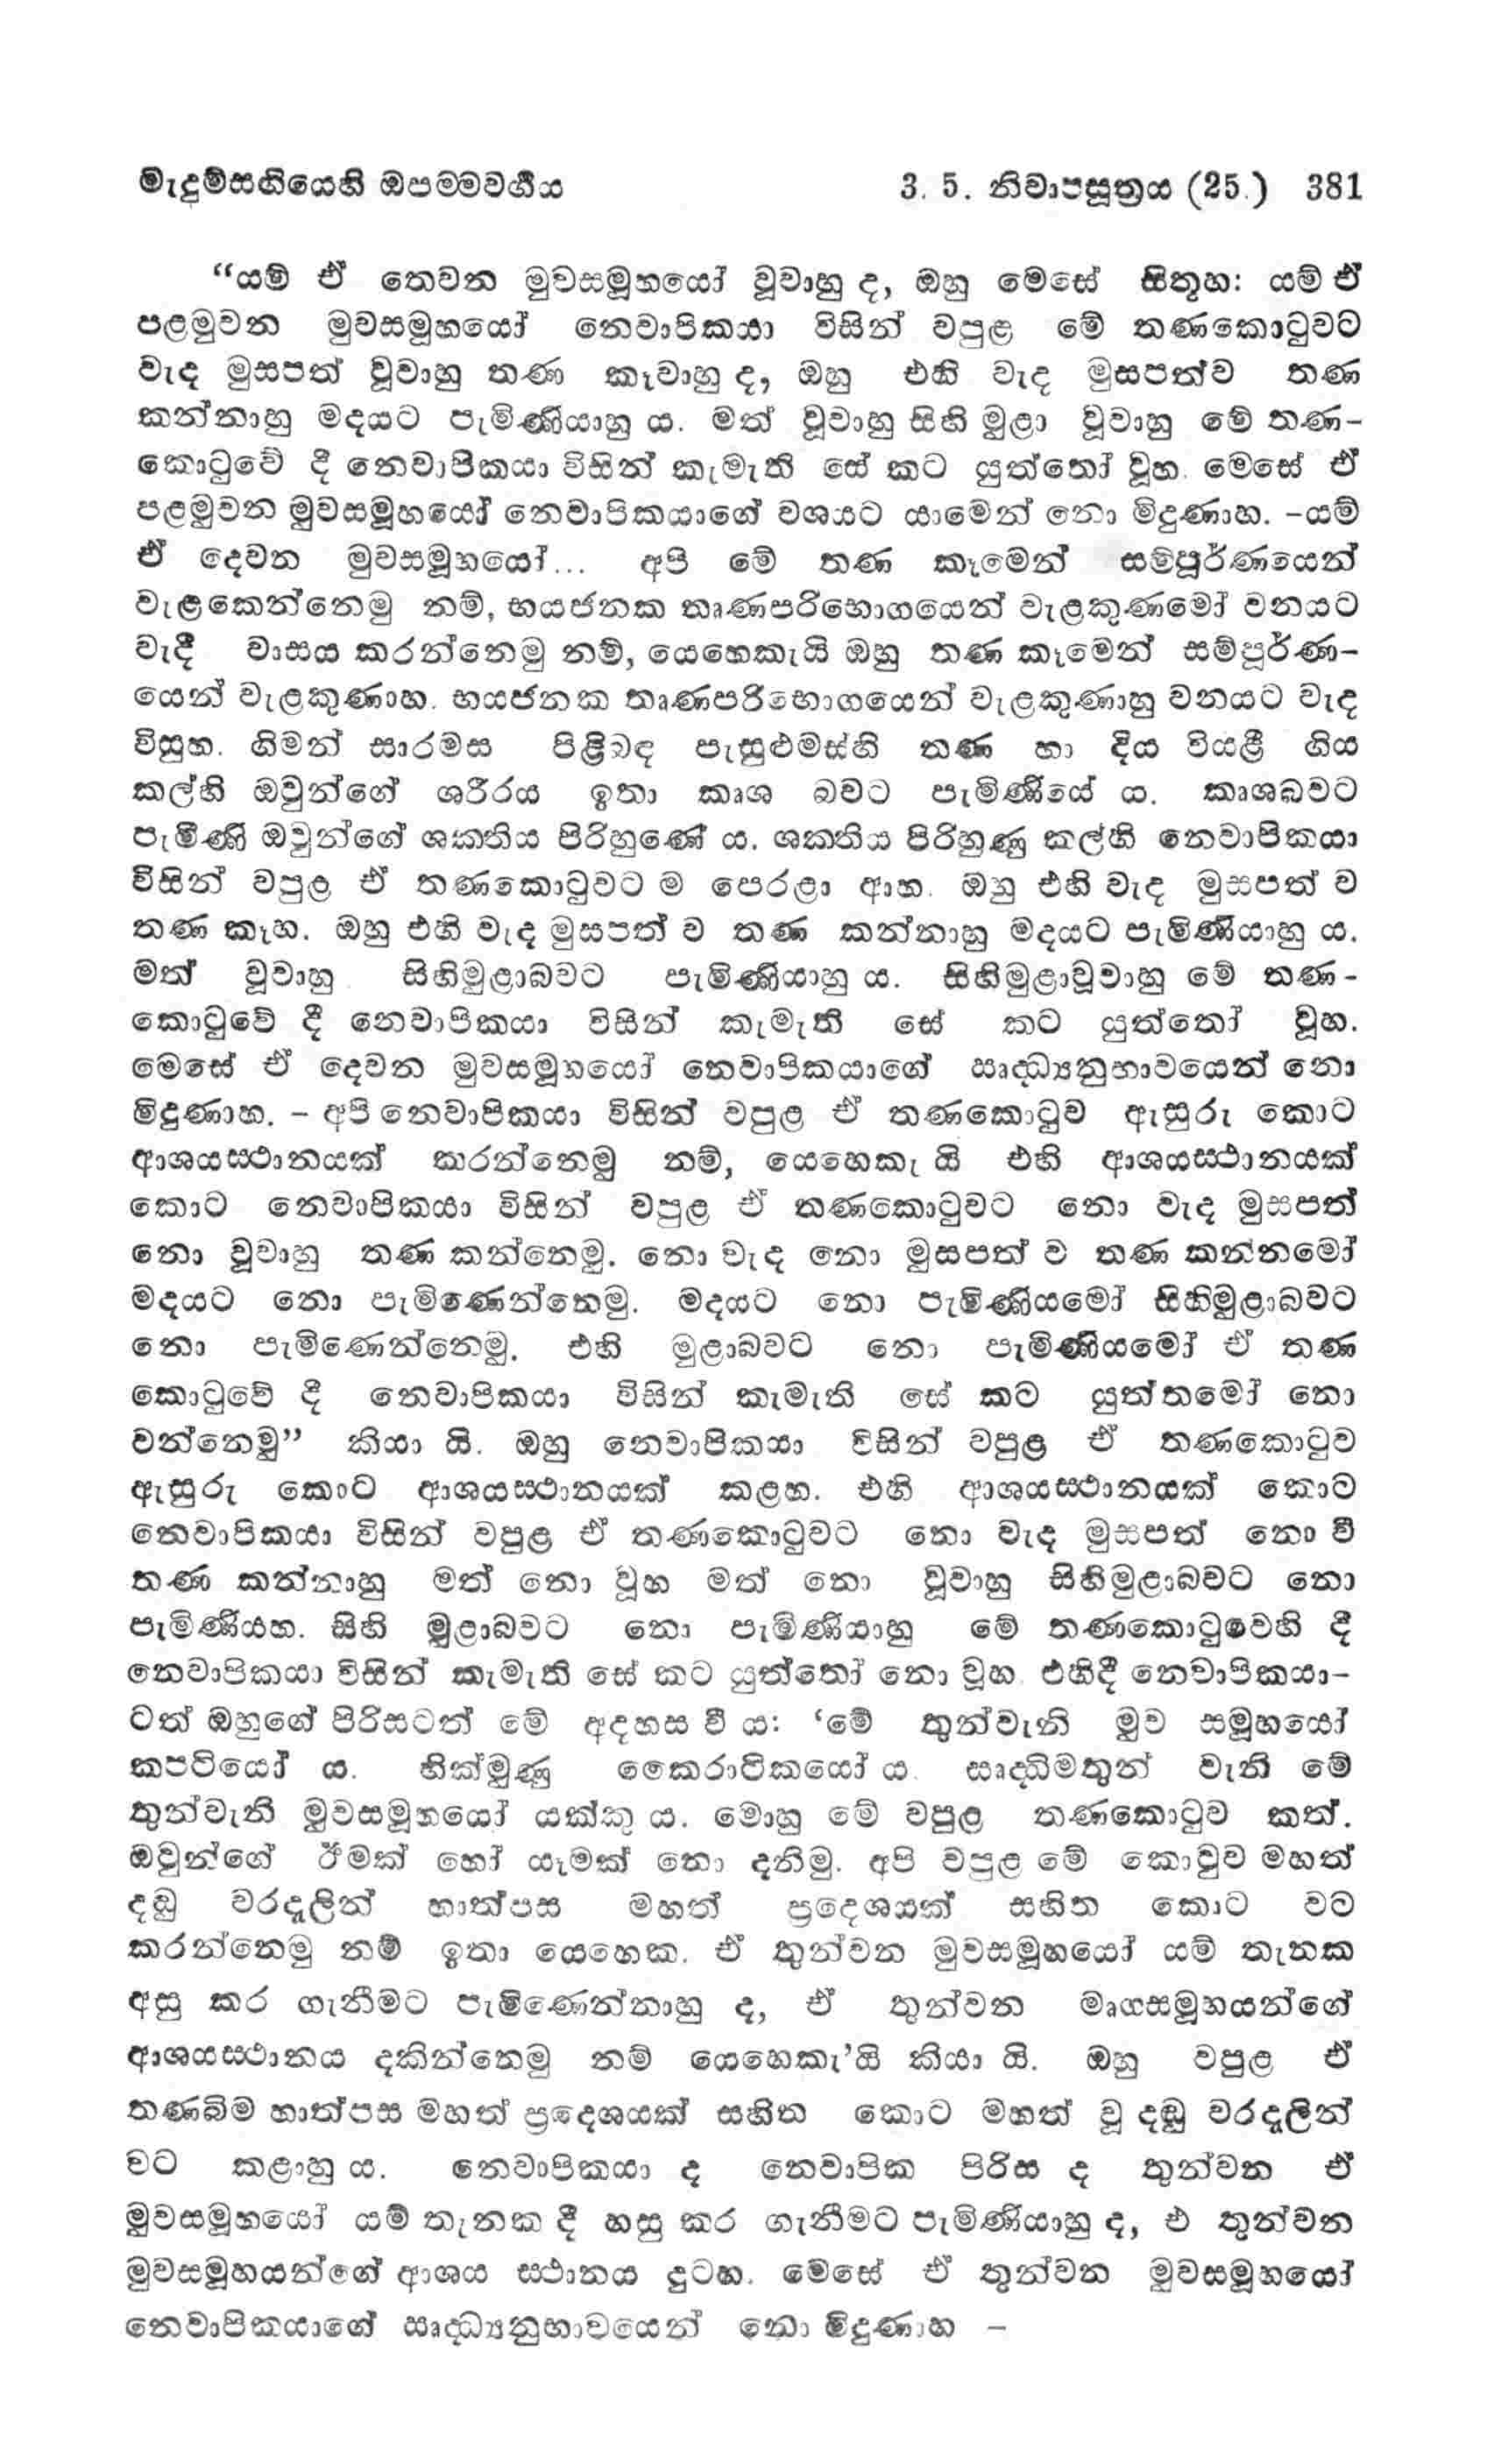 මැදුම්සඟියෙහි ඔපම්මවර්ගය 3. 5. නිවාපසූත්‍රය (25.) 381
“යම් ඒ තෙවන මුවසමූහයෝ වූවාහු ද, ඔහු මෙසේ සිතූහ: යම් ඒ
පළමුවන මුවසමූහයෝ නෙවාපිකයා විසින් වපුළ මේ තණකොටුවට
වැද මුසපත් වූවාහු තණ කෑවාහු ද, ඔහු එහි වැද මුසපත්ව තණ
කන්නාහු මදයට පැමිණියාහු ය. මත් වූවාහු සිහි මුළා වූවාහු මේ තණ-
කොටුවේ දී නෙවාපිකයා විසින් කැමැති සේ කට යුත්තෝ වූහ. මෙසේ ඒ
පළමුවන මුවසමූහයෝ නෙවාපිකයාගේ වශයට යාමෙන් නො මිදුණාහ. -යම්
ඒ දෙවන මුවසමූහයෝ... අපි මේ තණ කෑමෙන් සම්පූර්ණයෙන්
වැළකෙන්නෙමු නම්, භයජනක තෘණපරිභොගයෙන් වැළකුණමෝ වනයට
වැදී වාසය කරන්නෙමු නම්, යෙහෙකැයි ඔහු තණ කෑමෙන් සම්පූර්ණ-
යෙන් වැළකුණාහ. භයජනක තෘණපරිභොගයෙන් වැළකුණාහු වනයට වැද
විසූහ. ගිමන් සාරමස පිළිබඳ පැසුළුමස්හි තණ හා දිය වියළී ගිය
කල්හි ඔවුන්ගේ ශරීරය ඉතා කෘශ බවට පැමිණියේ ය. කෘශබවට
පැමිණි ඔවුන්ගේ ශක්තිය පිරිහුණේ ය. ශක්තිය පිරිහුණු කල්හි නෙවාපිකයා
විසින් වපුළ ඒ තණකොටුවට ම පෙරළා ආහ. ඔහු එහි වැද මුසපත් ව
තණ කෑහ. ඔහු එහි වැද මුසපත් ව තණ කන්නාහු මදයට පැමිණියාහු ය.
මත් වූවාහු සිහිමුළාබවට පැමිණියාහු ය. සිහිමුළාවූවාහු මේ තණ-
කොටුවේ දී නෙවාපිකයා විසින් කැමැති සේ කට යුත්තෝ වූහ.
මෙසේ ඒ දෙවන මුවසමූහයෝ නෙවාපිකයාගේ ඍද්ධ්‍යනුභාවයෙන් නො
මිදුණාහ. - අපි නෙවාපිකයා විසින් වපුළ ඒ තණකොටුව ඇසුරු කොට
ආශයස්ථානයක් කරන්නෙමු නම්, යෙහෙකැ යි එහි ආශයස්ථානයක්
කොට නෙවාපිකයා විසින් වපුළ ඒ තණකොටුවට නො වැද මුසපත්
නො වූවාහු තණ කන්නෙමු. නො වැද නො මුසපත් ව තණ කන්නමෝ
මදයට නො පැමිණෙන්නෙමු. මදයට නො පැමිණියමෝ සිහිමුළාබවට
නො පැමිණෙන්නෙමු. එහි මුළාබවට නො පැමිණියමෝ ඒ තණ
කොටුවේ දී නෙවාපිකයා විසින් කැමැති සේ කට යුත්තමෝ නො
වන්නෙමු” කියා යි. ඔහු නෙවාපිකයා විසින් වපුළ ඒ තණකොටුව
ඇසුරු කොට ආශයස්ථානයක් කළහ. එහි ආශයස්ථානයක් කොට
නෙවාපිකයා විසින් වපුළ ඒ තණකොටුවට නො වැද මුසපත් නො වී
තණ කන්නාහු මත් නො වූහ මත් නො වූවාහු සිහිමුළාබවට නො
පැමිණියහ. සිහි මුළාබවට නො පැමිණියාහු මේ තණකොටුවෙහි දී
නෙවාපිකයා විසින් කැමැති සේ කට යුත්තෝ නො වූහ. එහිදී නෙවාපිකයා-
ටත් ඔහුගේ පිරිසටත් මේ අදහස වී ය: ‘මේ තුන්වැනි මුව සමූහයෝ
කපටියෝ ය. හික්මුණු කෛරාටිකයෝ ය. ඍද්ධිමතුන් වැනි මේ
තුන්වැනි මුවසමූහයෝ යක්කු ය. මොහු මේ වපුළ තණකොටුව කත්.
ඔවුන්ගේ ඊමක් හෝ යෑමක් නො දනිමු. අපි වපුළ මේ කොටුව මහත්
දඬු වරදැලින් හාත්පස මහත් ප්‍රදෙශයක් සහිත කොට වට
කරන්නෙමු නම් ඉතා යෙහෙක. ඒ තුන්වන මුවසමූහයෝ යම් තැනක
අසු කර ගැනීමට පැමිණෙන්නාහු ද, ඒ තුන්වන මෘගසමූහයන්ගේ
ආශයස්ථානය දකින්නෙමු නම් යෙහෙකැ’යි කියා යි. ඔහු වපුළ ඒ
තණබිම හාත්පස මහත් ප්‍රදෙශයක් සහිත කොට මහත් වූ දඬු වරදැලින්
වට කළාහු ය. නෙවාපිකයා ද නෙවාපික පිරිස ද තුන්වන ඒ
මුවසමූහයෝ යම් තැනක දී හසු කර ගැනීමට පැමිණියාහු ද, එ තුන්වන
මුවසමූහයන්ගේ ආශය ස්ථානය දුටහ. මෙසේ ඒ තුන්වන මුවසමූහයෝ
නෙවාපිකයාගේ ඍද්ධ්‍යනුභාවයෙන් නො මිදුණාහ -